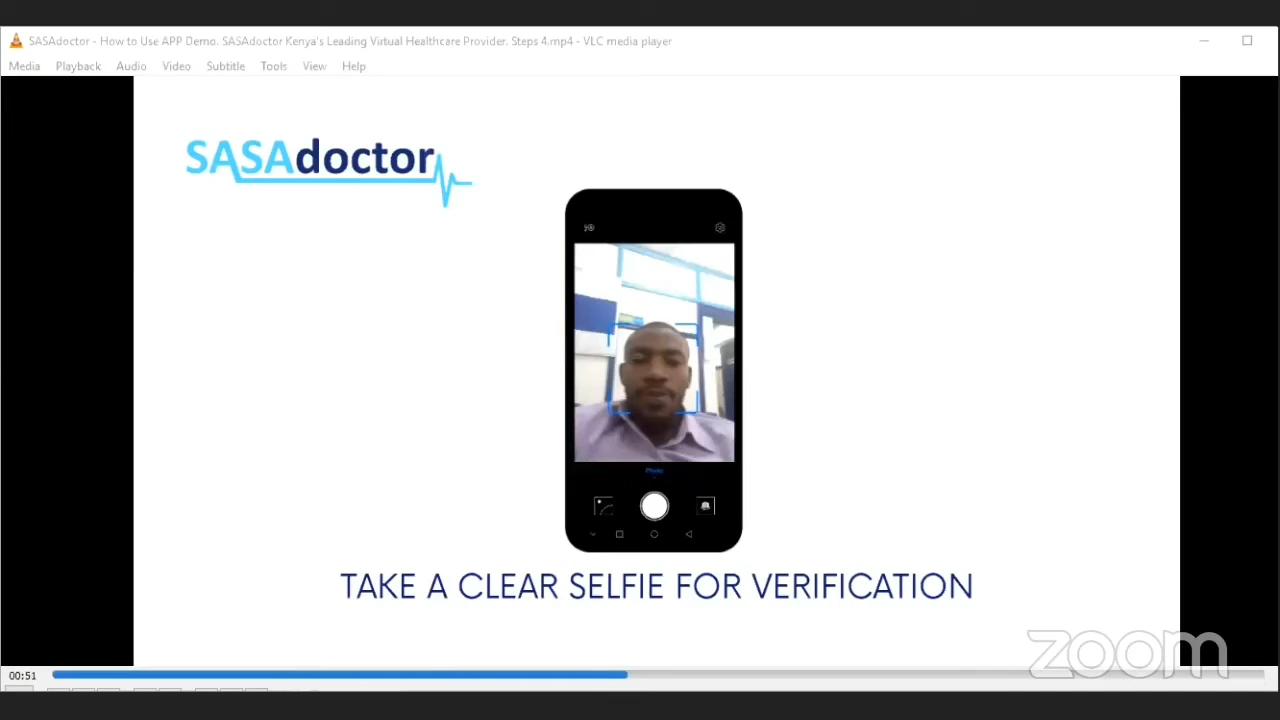 SASAdoctor - How to Use APP Demo. SASAdoctor Kenya's Leading Virtual Healthcare Provider. Steps 4.mp4 - VLC media player
Media Playback Audio Video Subtitle Tools View Help
SASAdoctor
Photo
TAKE A CLEAR SELFIE FOR VERIFICATION
zoom
00:51